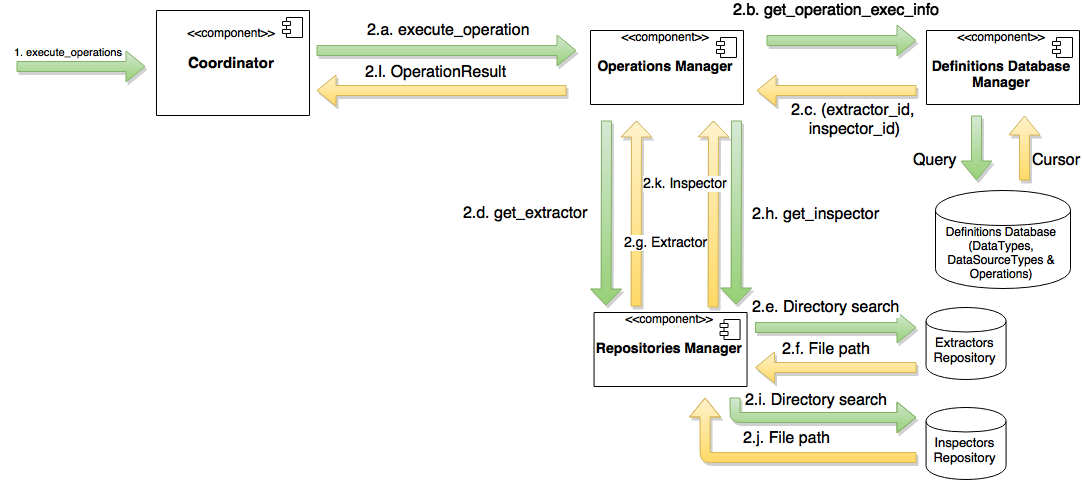 1. execute_operations
<<component>>
Coordinator
2.a. execute_operation
2.l. OperationResult
<<component>>
Operations Manager
2.b. get_operation_exec_info
2.c. (extractor_id,
inspector_id)
<<component>>
Definitions Database
Manager
Query
Cursor
Definitions Database
(DataTypes,
DataSourceTypes &
Operations)
2.d. get_extractor
2.k. Inspector
2.g. Extractor
2.h. get_inspector
<<component>>
Repositories Manager
2.e. Directory search
2.f. File path
Extractors
Repository
2.i. Directory search
2.j. File path
Inspectors
Repository